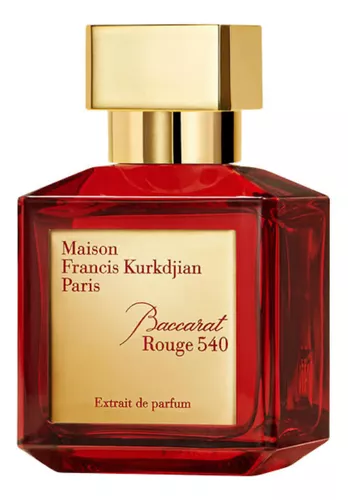 Maison
Francis Kurkdjian
Paris
Baccarat
Rouge 540
Extrait de parfum